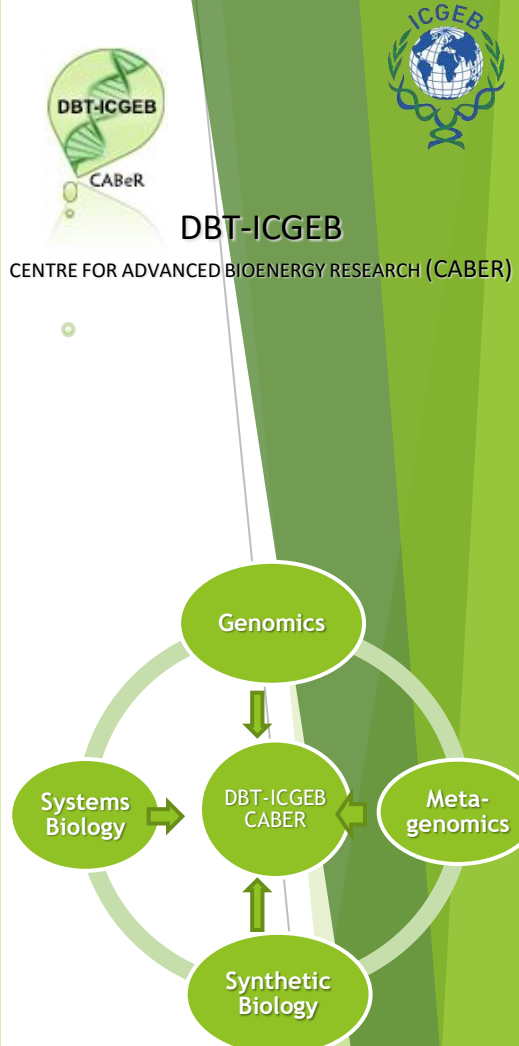 ICGEB
DBT-ICGEB
CABeR
DBT-ICGEB
CENTRE FOR ADVANCED BIOENERGY RESEARCH (CABER)
Genomics
Systems
Biology
DBT-ICGEB
CABER
Meta-
genomics
Synthetic
Biology